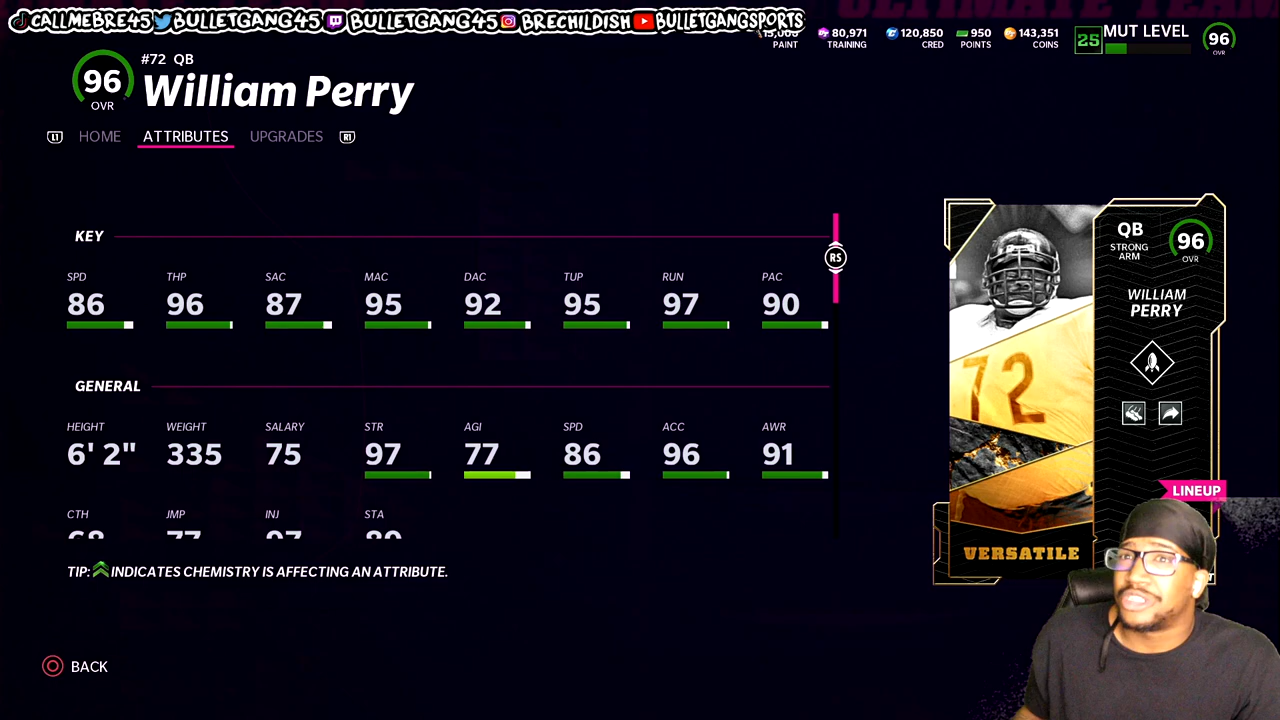 CALLMEBRE45 BULLETGANG45 BULLETGANG45 BRECHILDISH BULLETGANGSPORTS
PAINT
80,971
TRAINING
120,850
CRED
950
POINTS
143,351
COINS
25
MUT LEVEL
96
OVR
96
OVR
#72 QB
William Perry
L1 HOME ATTRIBUTES UPGRADES R1
KEY
SPD THP SAC MAC DAC TUP RUN PAC
86 96 87 95 92 95 97 90
RS
GENERAL
HEIGHT WEIGHT SALARY STR AGI SPD ACC AWR
6' 2" 335 75 97 77 86 96 91
CTH JMP INJ STA
TIP: INDICATES CHEMISTRY IS AFFECTING AN ATTRIBUTE.
BACK
QB
STRONG
ARM
96
OVR
WILLIAM
PERRY
72
LINEUP
VERSATILE